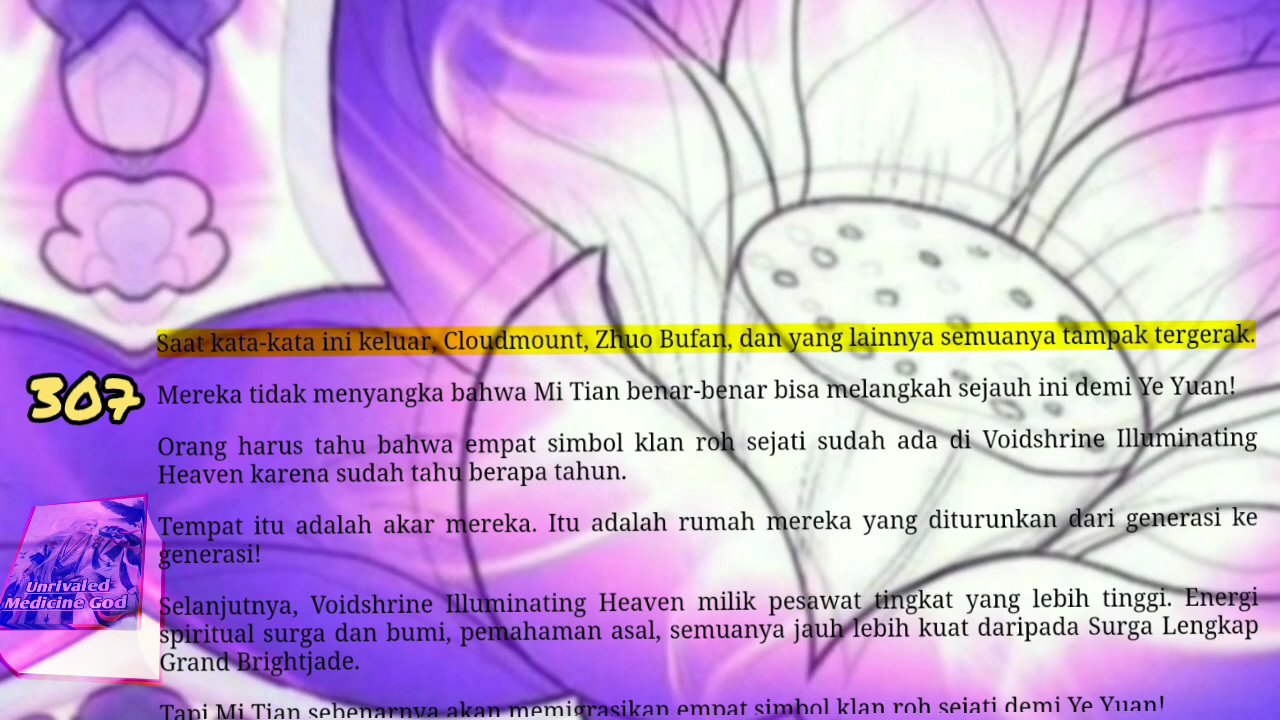 Saat kata-kata ini keluar, Cloudmount, Zhuo Bufan, dan yang lainnya semuanya tampak tergerak.
307
Mereka tidak menyangka bahwa Mi Tian benar-benar bisa melangkah sejauh ini demi Ye Yuan!
Orang harus tahu bahwa empat simbol klan roh sejati sudah ada di Voidshrine Illuminating
Heaven karena sudah tahu berapa tahun.
Tempat itu adalah akar mereka. Itu adalah rumah mereka yang diturunkan dari generasi ke
generasi!
Unrivaled
Medicine God
Selanjutnya, Voidshrine Illuminating Heaven milik pesawat tingkat yang lebih tinggi. Energi
spiritual surga dan bumi, pemahaman asal, semuanya jauh lebih kuat daripada Surga Lengkap
Grand Brightjade.
Tapi Mi Tian sebenarnya akan memigrasikan empat simbol klan roh sejati demi Ye Yuan!